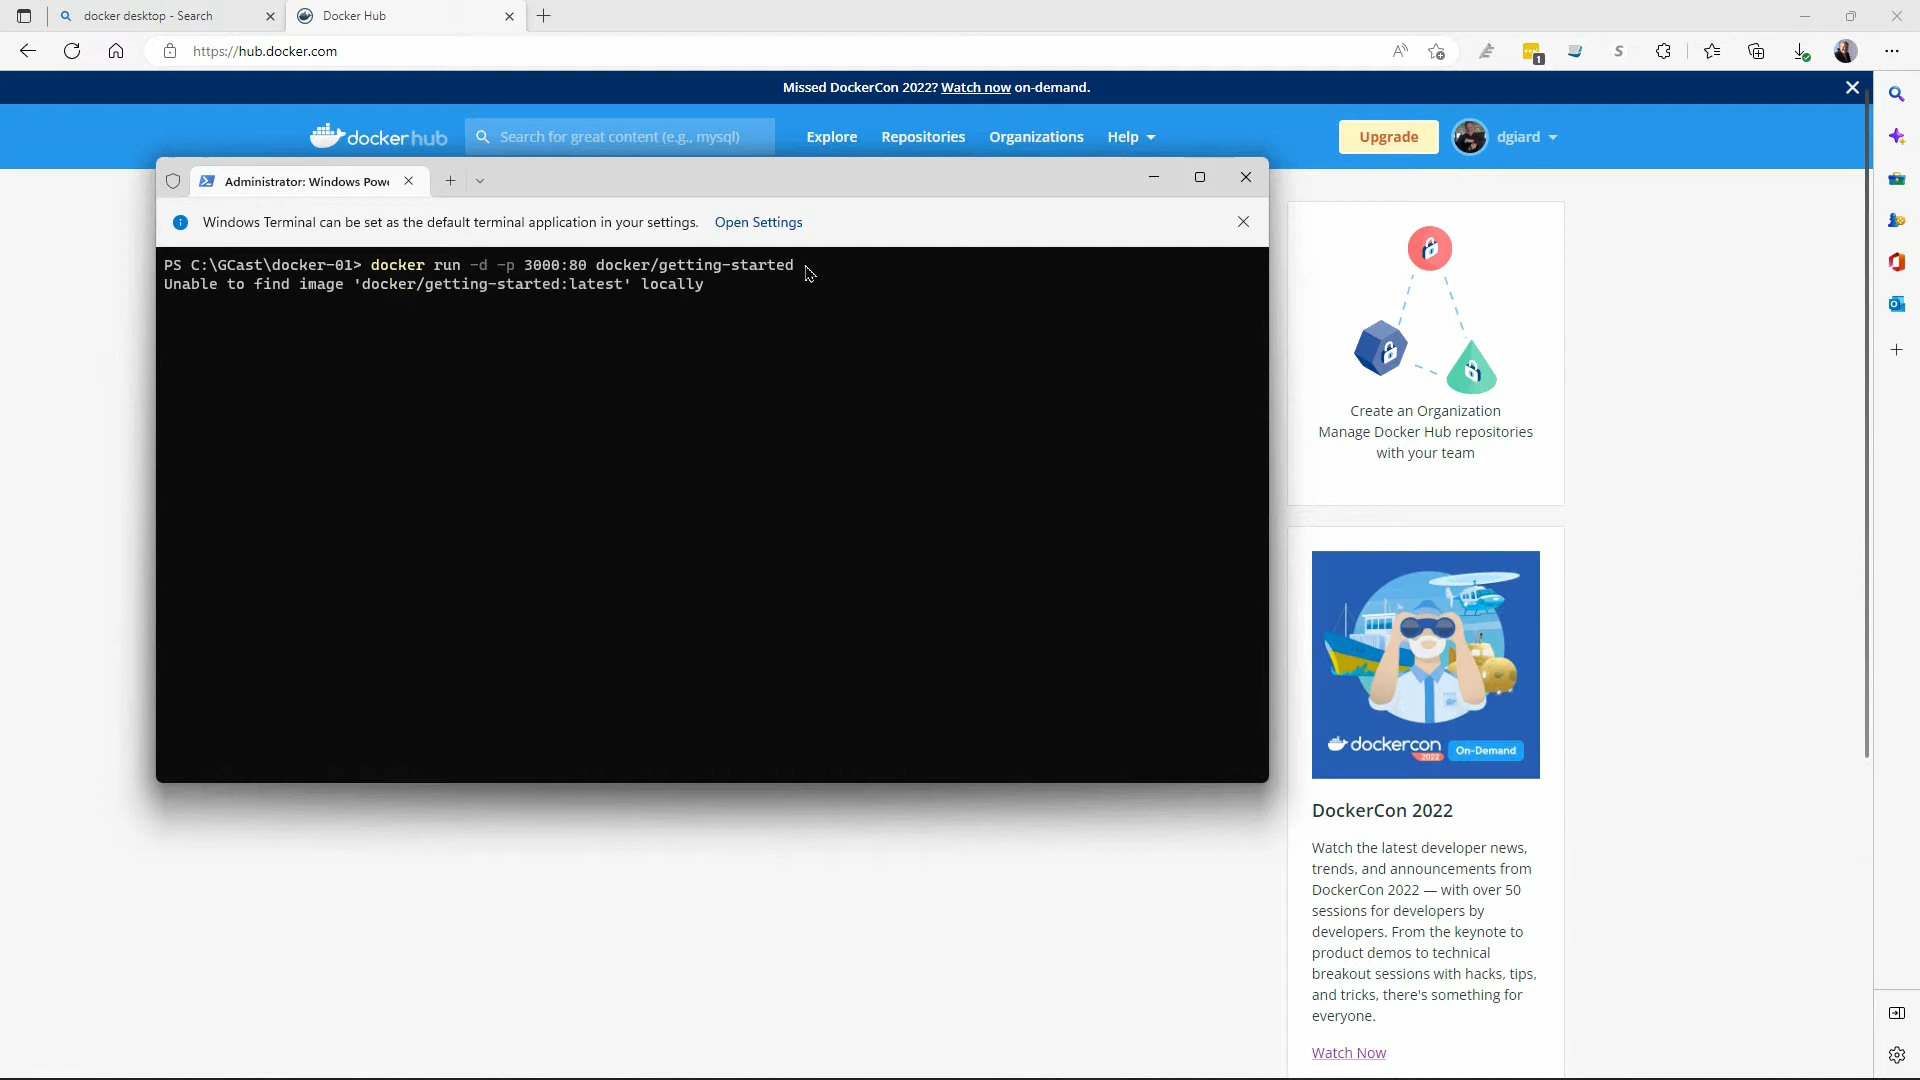 docker desktop - Search
Docker Hub
https://hub.docker.com
1
Missed DockerCon 2022? Watch now on-demand.
docker hub
Search for great content (e.g., mysql)
Explore
Repositories
Organizations
Help
Upgrade
dgiard
Administrator: Windows Powe
Windows Terminal can be set as the default terminal application in your settings. Open Settings
PS C:\GCast\docker-01> docker run -d -p 3000:80 docker/getting-started
Unable to find image 'docker/getting-started:latest' locally
Create an Organization
Manage Docker Hub repositories
with your team
dockercon
2022
On-Demand
DockerCon 2022
Watch the latest developer news,
trends, and announcements from
DockerCon 2022 — with over 50
sessions for developers by
developers. From the keynote to
product demos to technical
breakout sessions with hacks, tips,
and tricks, there's something for
everyone.
Watch Now